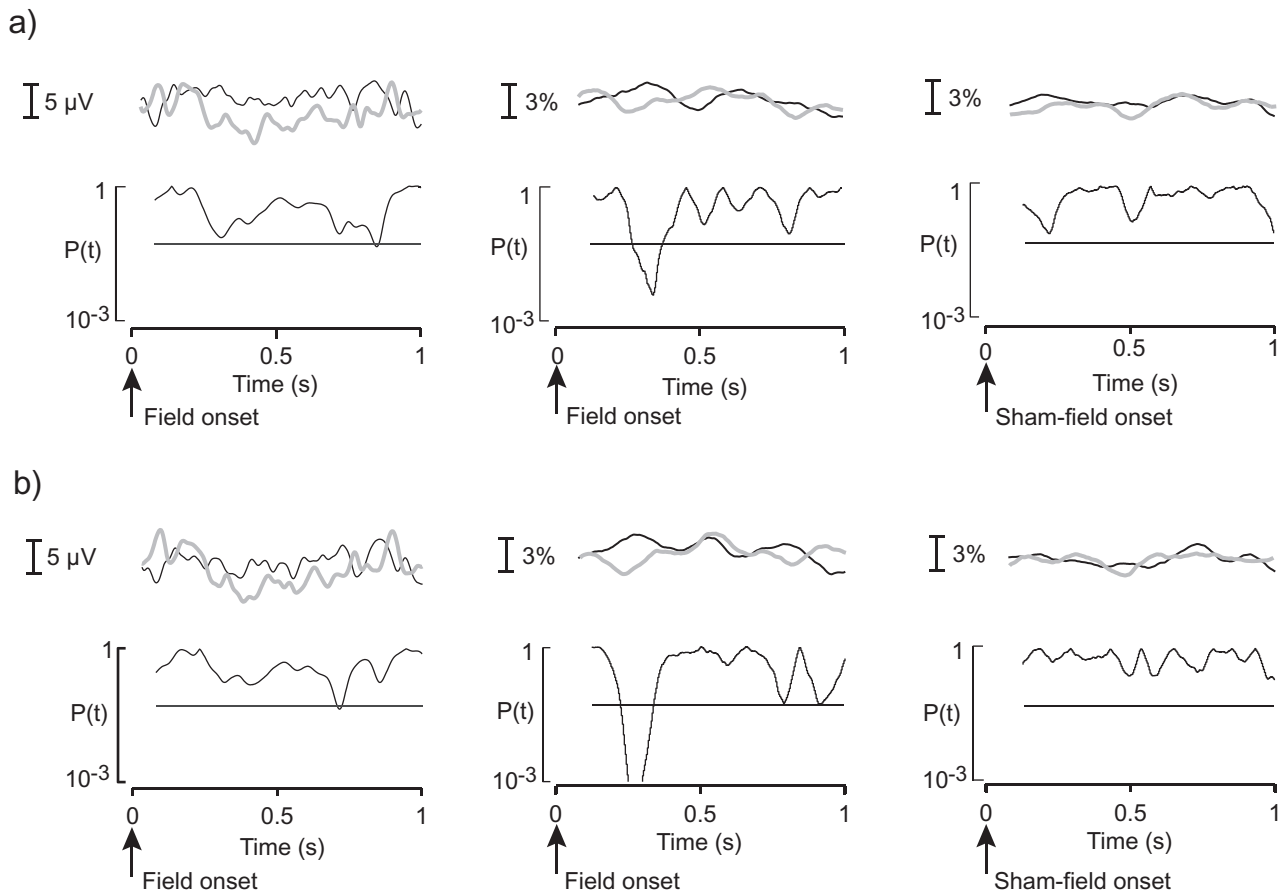 a)
5 µV
3%
3%
1
1
1
P(t)
P(t)
P(t)
10-3
10-3
10-3
0 0.5 1
0 0.5 1
0 0.5 1
Time (s)
Time (s)
Time (s)
Field onset
Field onset
Sham-field onset
b)
5 µV
3%
3%
1
1
1
P(t)
P(t)
P(t)
10-3
10-3
10-3
0 0.5 1
0 0.5 1
0 0.5 1
Time (s)
Time (s)
Time (s)
Field onset
Field onset
Sham-field onset